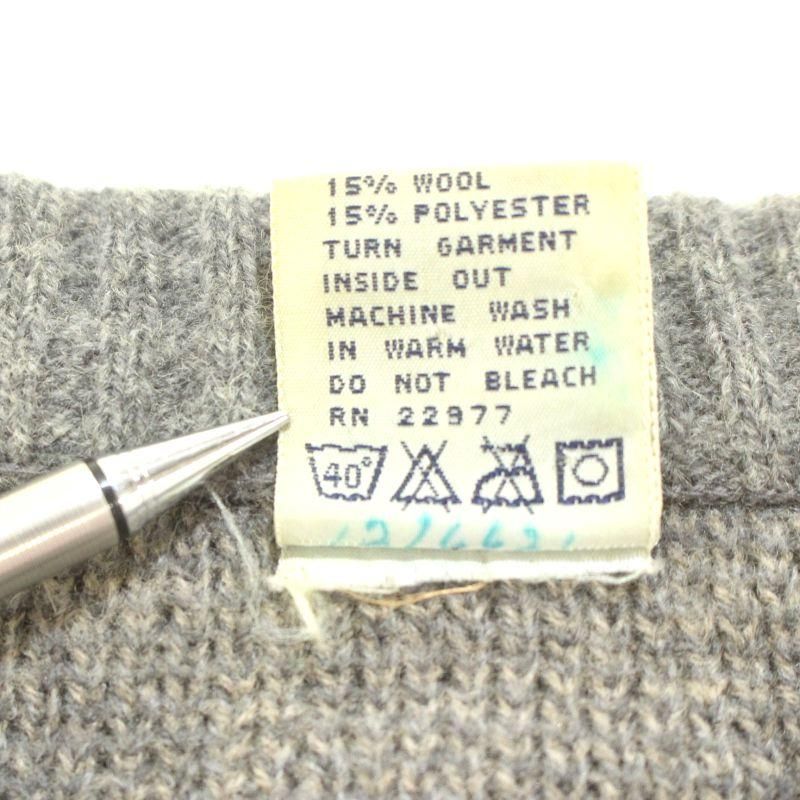 15% WOOL
15% POLYESTER
TURN GARMENT
INSIDE OUT
MACHINE WASH
IN WARM WATER
DO NOT BLEACH
RN 22977
40°